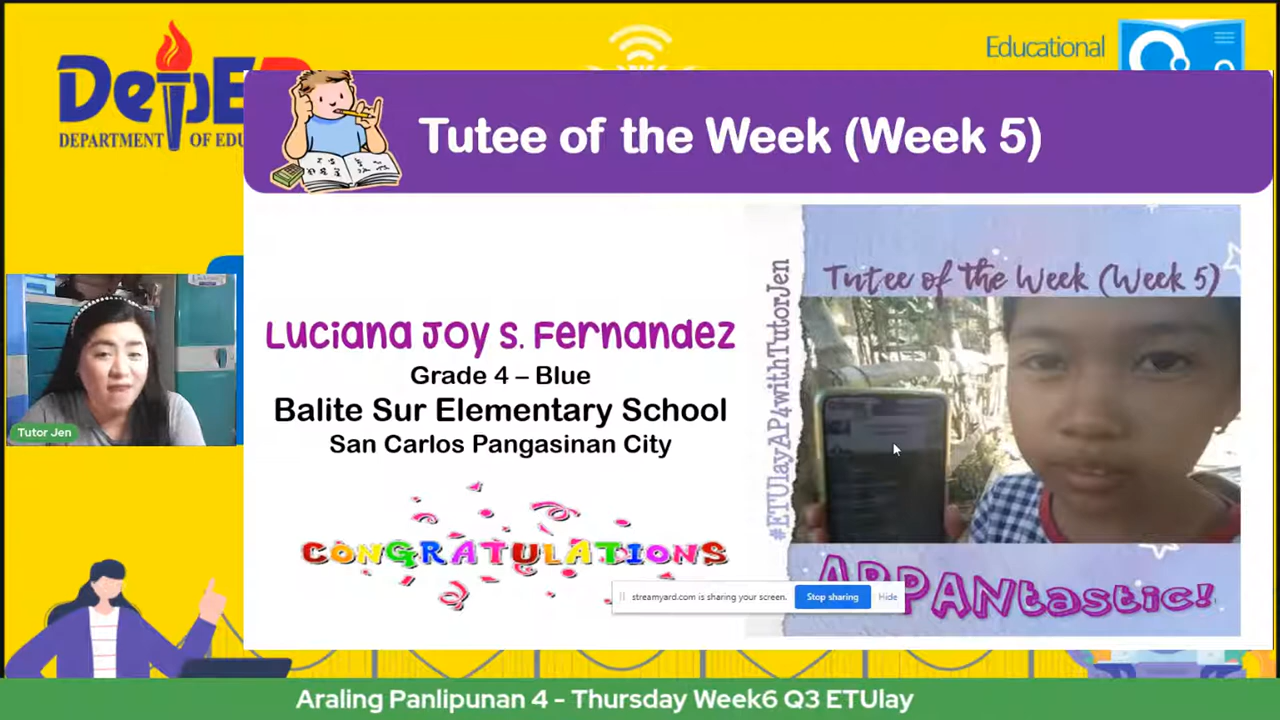 DepED
DEPARTMENT OF EDU
Educational
Tutee of the Week (Week 5)
Luciana Joy S. Fernandez
Grade 4 – Blue
Balite Sur Elementary School
San Carlos Pangasinan City
CONGRATULATIONS
#ETUlayAP4withTutorJen
Tutee of the Week (Week 5)
APPANtastic!
Tutor Jen
streamyard.com is sharing your screen.
Stop sharing
Hide
Araling Panlipunan 4 - Thursday Week6 Q3 ETUlay